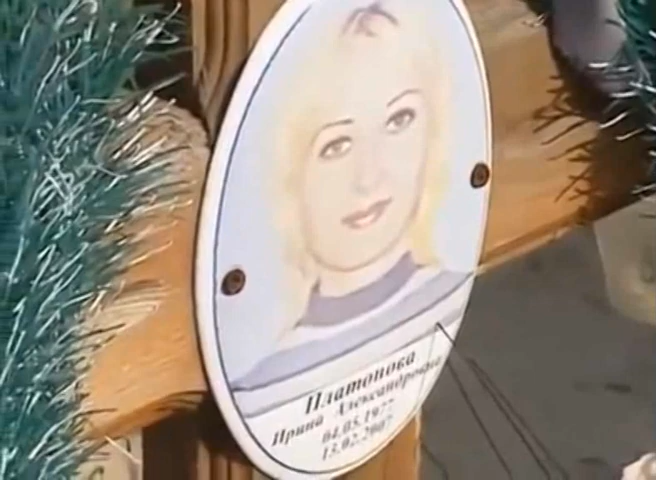 Платонова
Ирина Александровна
04.05.1977
13.02.2007